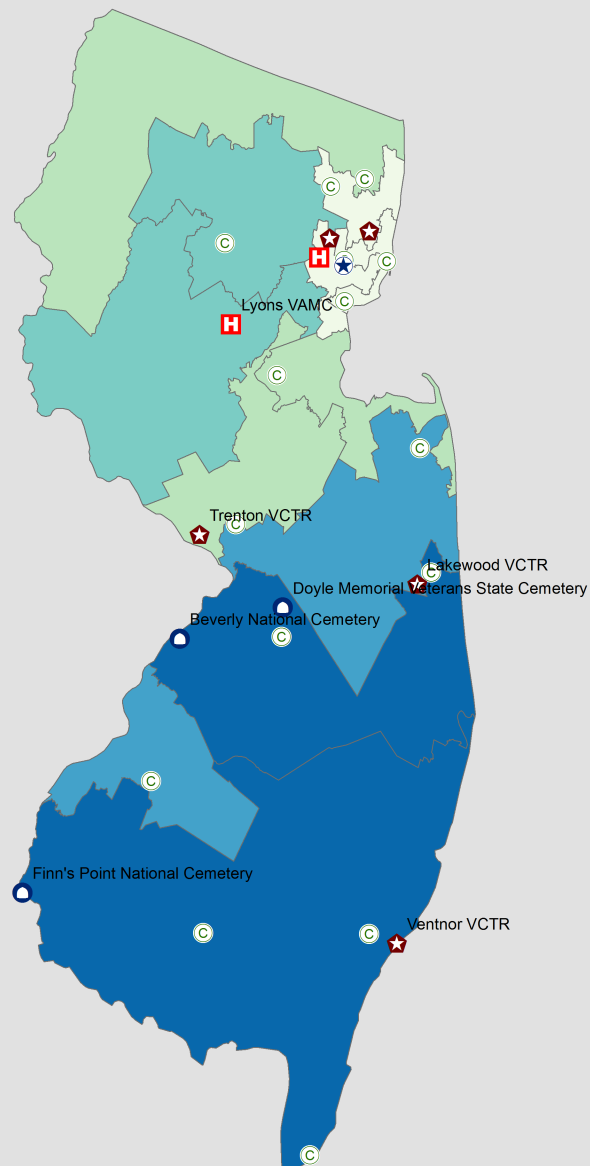 C
C
C
H
C
C
C
Lyons VAMC
H
C
C
Trenton VCTR
C
Lakewood VCTR
C
Doyle Memorial Veterans State Cemetery
Beverly National Cemetery
C
C
Finn's Point National Cemetery
Ventnor VCTR
C
C
C